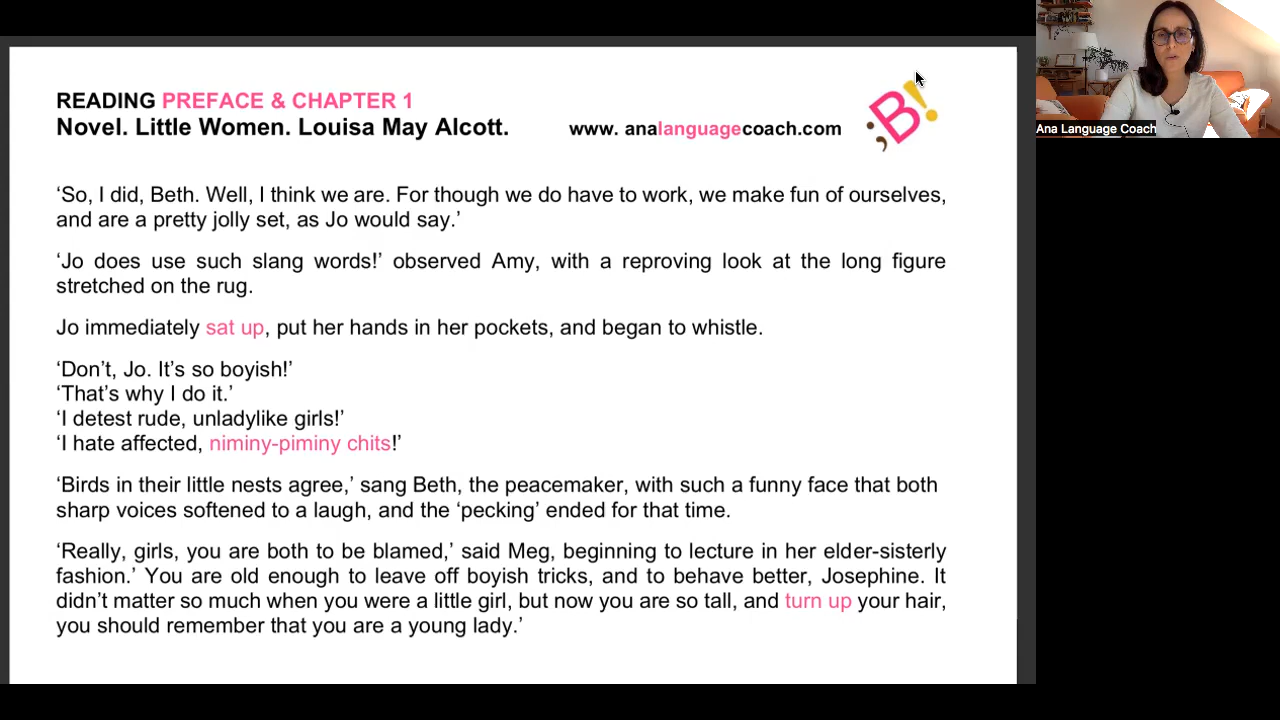 READING PREFACE & CHAPTER 1
Novel. Little Women. Louisa May Alcott.
www. analanguagecoach.com
;B!
Ana Language Coach
‘So, I did, Beth. Well, I think we are. For though we do have to work, we make fun of ourselves,
and are a pretty jolly set, as Jo would say.’
‘Jo does use such slang words!’ observed Amy, with a reproving look at the long figure
stretched on the rug.
Jo immediately sat up, put her hands in her pockets, and began to whistle.
‘Don’t, Jo. It’s so boyish!’
‘That’s why I do it.’
‘I detest rude, unladylike girls!’
‘I hate affected, niminy-piminy chits!’
‘Birds in their little nests agree,’ sang Beth, the peacemaker, with such a funny face that both
sharp voices softened to a laugh, and the ‘pecking’ ended for that time.
‘Really, girls, you are both to be blamed,’ said Meg, beginning to lecture in her elder-sisterly
fashion.’ You are old enough to leave off boyish tricks, and to behave better, Josephine. It
didn’t matter so much when you were a little girl, but now you are so tall, and turn up your hair,
you should remember that you are a young lady.’